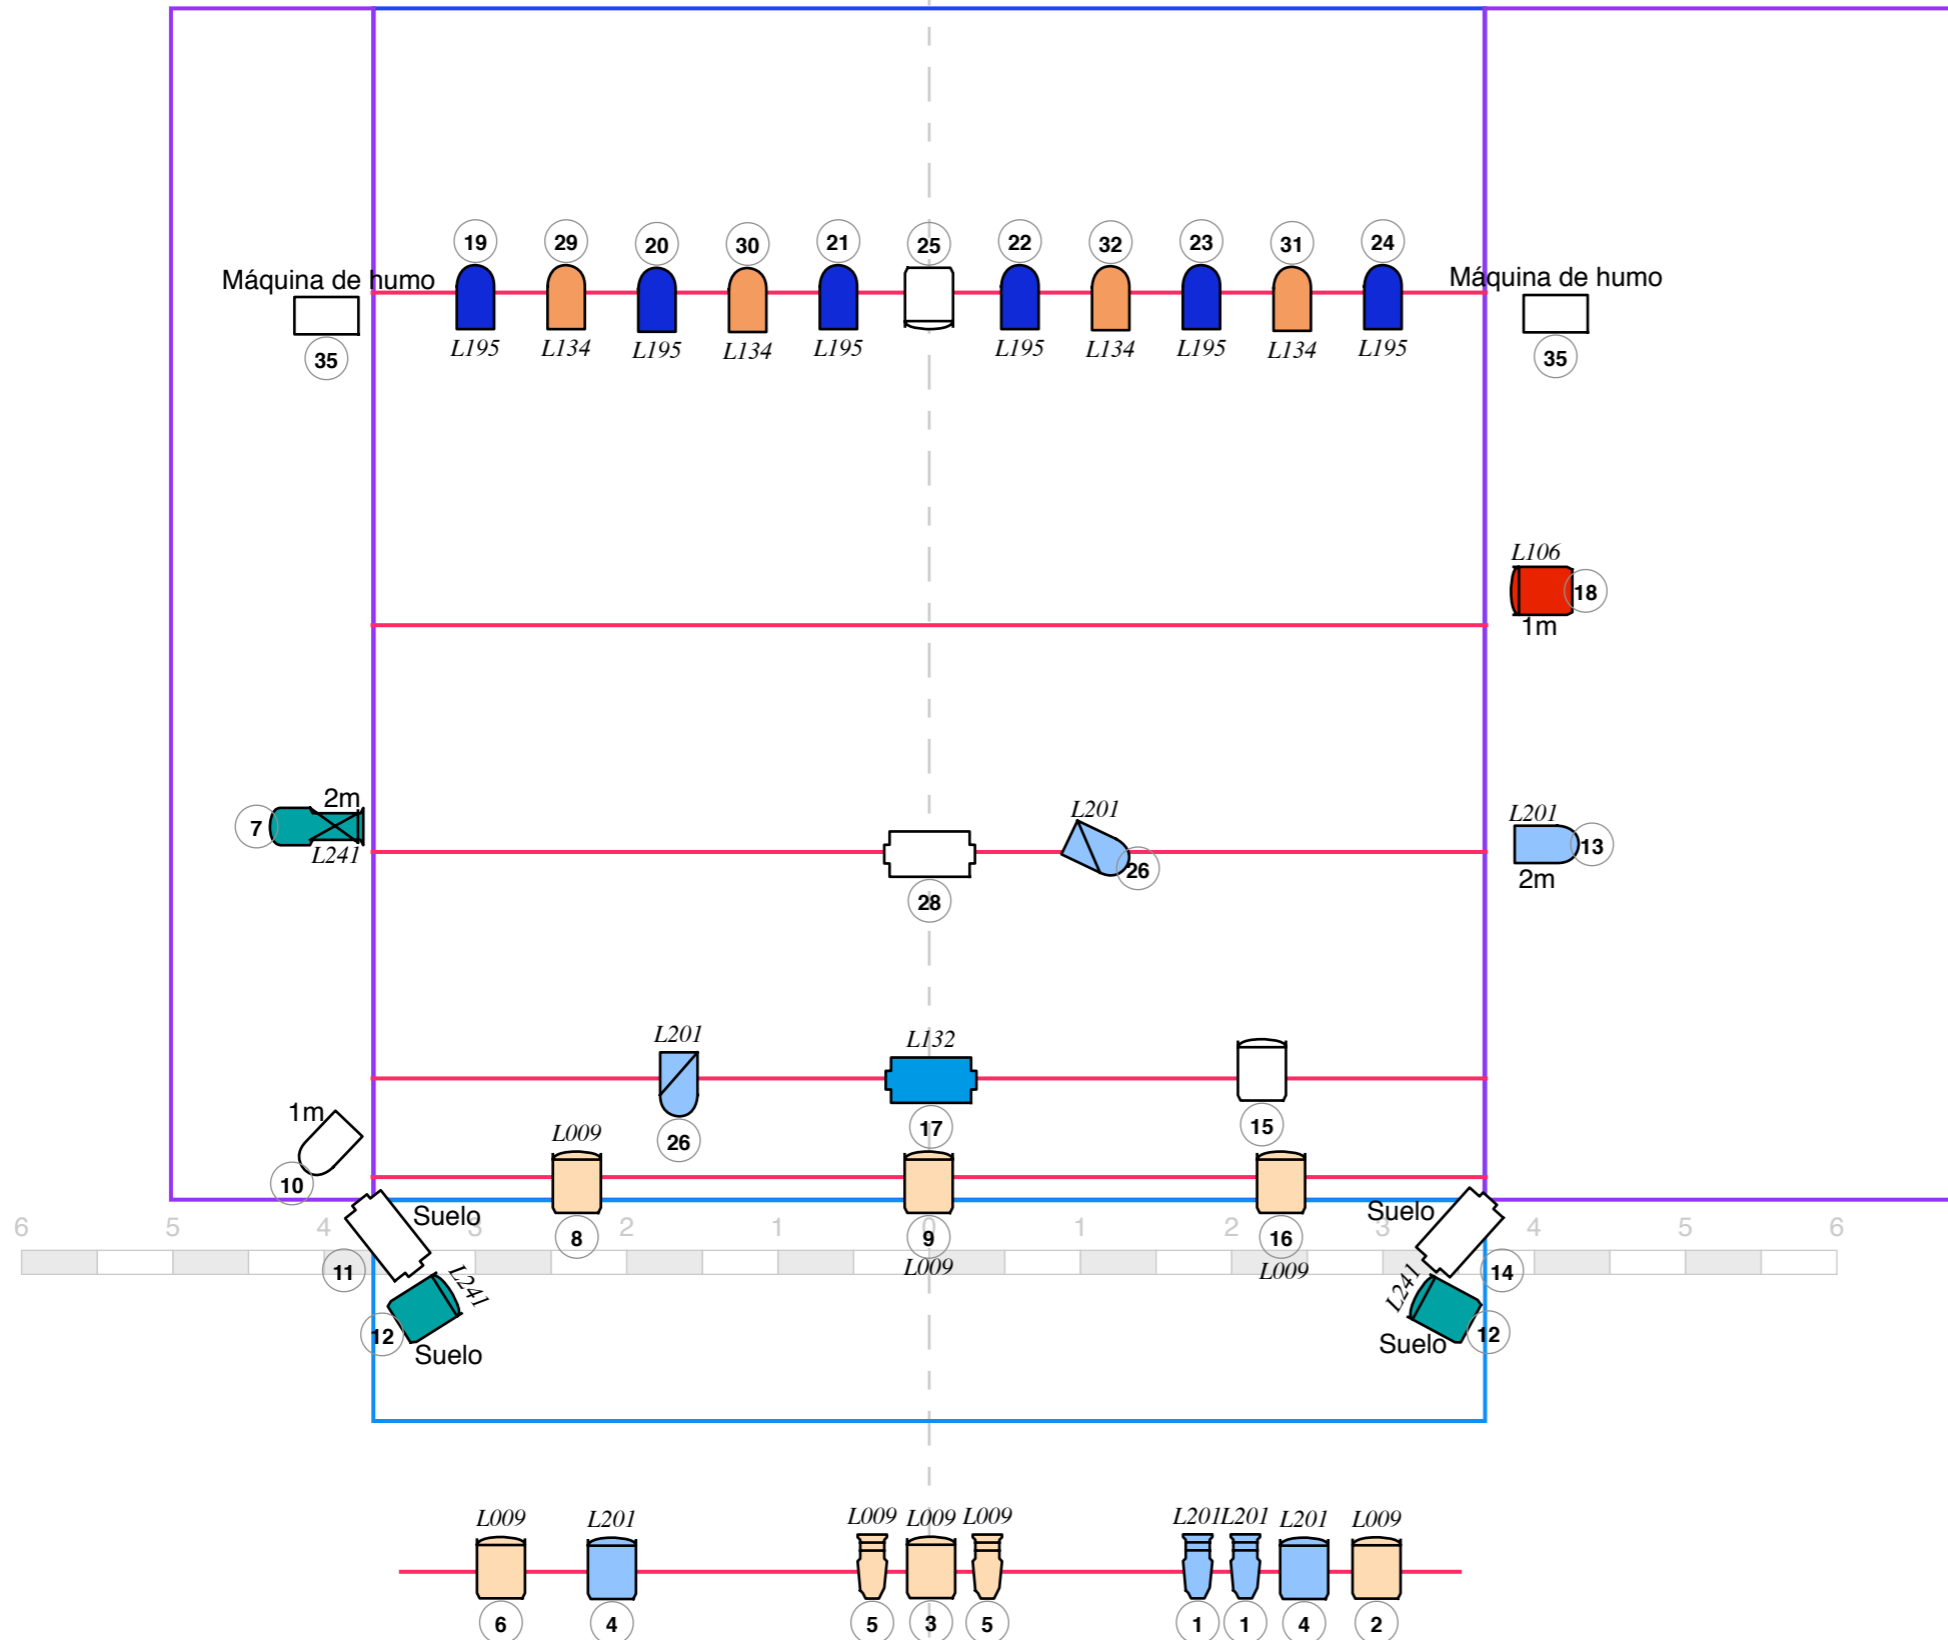 19 29 20 30 21 25 22 32 23 31 24
Máquina de humo
Máquina de humo
L195 L134 L195 L134 L195 L195 L134 L195 L134 L195
35
35
L106
18
1m
2m
7
L241
L201
26
28
L201
13
2m
L201
26
L132
17
15
1m
10
L009
8
9
L009
16
L009
Suelo
Suelo
6 5 4 3 2 1 0 1 2 3 4 5 6
11
14
L241
L241
12
12
Suelo
Suelo
L009 L201 L009 L009 L009 L201 L201 L201 L009
6 4 5 3 5 1 1 4 2